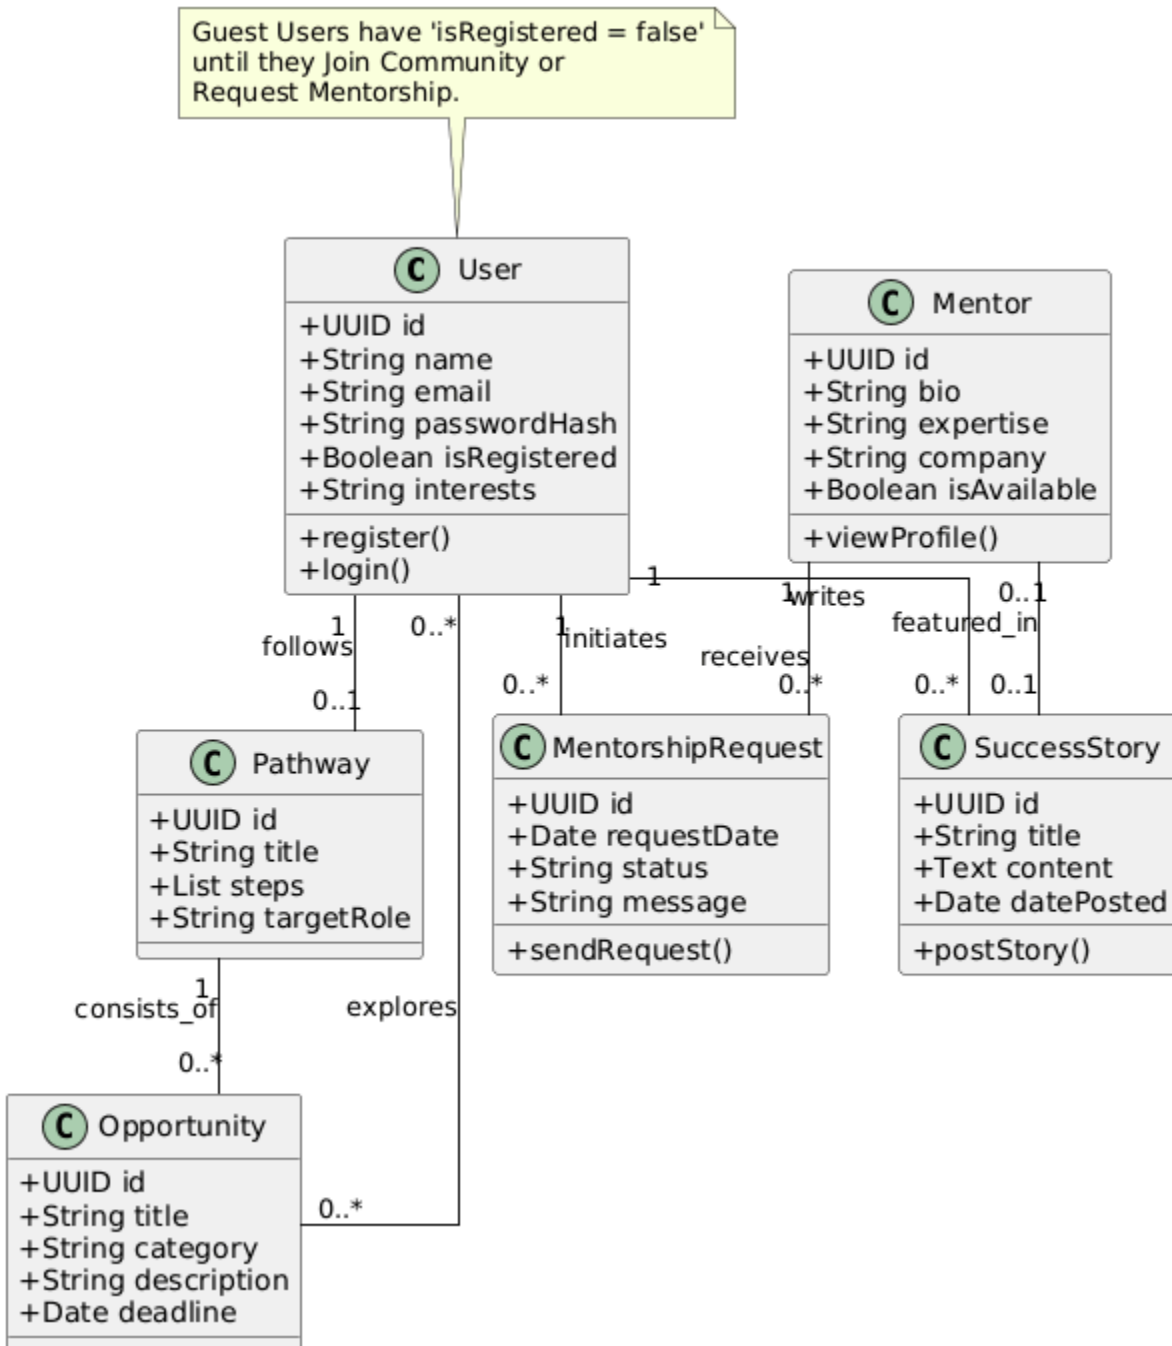 Guest Users have 'isRegistered = false'
until they Join Community or
Request Mentorship.
C User
+UUID id
+String name
+String email
+String passwordHash
+Boolean isRegistered
+String interests
+register()
+login()
C Mentor
+UUID id
+String bio
+String expertise
+String company
+Boolean isAvailable
+viewProfile()
1
follows
0..1
0..*
explores
0..*
1
initiates
0..*
1
receives
0..*
1
writes
0..*
0..1
featured_in
0..1
C Pathway
+UUID id
+String title
+List steps
+String targetRole
C MentorshipRequest
+UUID id
+Date requestDate
+String status
+String message
+sendRequest()
C SuccessStory
+UUID id
+String title
+Text content
+Date datePosted
+postStory()
1
consists_of
0..*
C Opportunity
+UUID id
+String title
+String category
+String description
+Date deadline